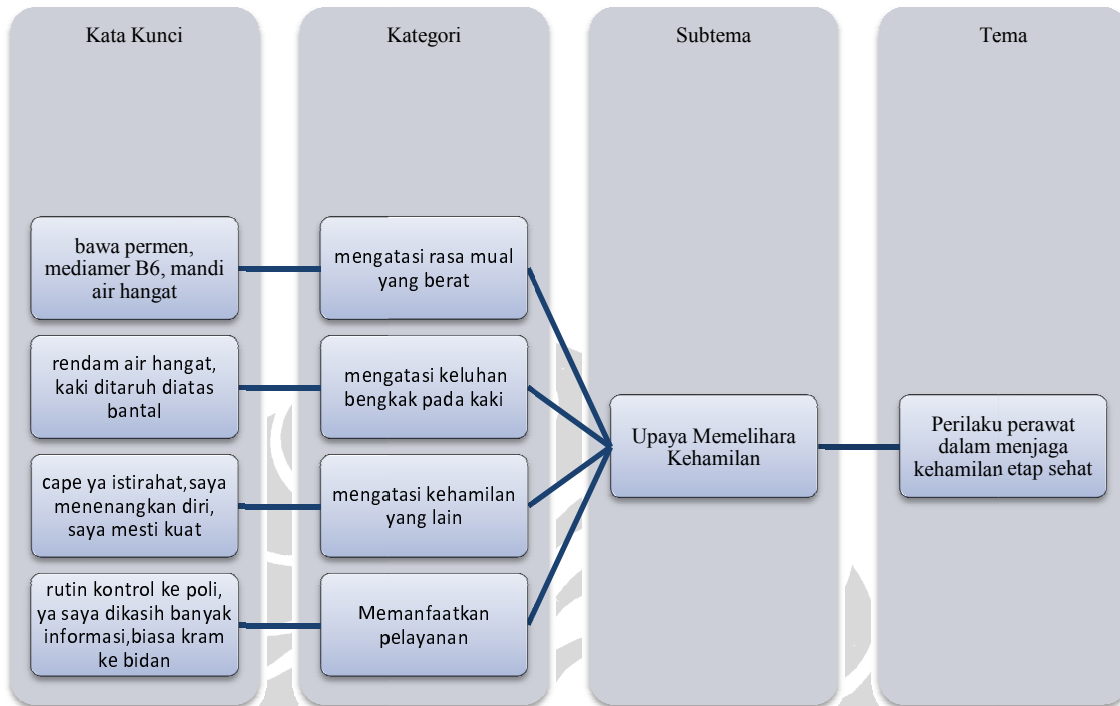 Kata Kunci
Kategori
Subtema
Tema
bawa permen,
mediamer B6, mandi
air hangat
mengatasi rasa mual
yang berat
rendam air hangat,
kaki ditaruh diatas
bantal
mengatasi keluhan
bengkak pada kaki
cape ya istirahat,saya
menenangkan diri,
saya mesti kuat
mengatasi kehamilan
yang lain
rutin kontrol ke poli,
ya saya dikasih banyak
informasi,biasa kram
ke bidan
Memanfaatkan
pelayanan
Upaya Memelihara
Kehamilan
Perilaku perawat
dalam menjaga
kehamilan etap sehat